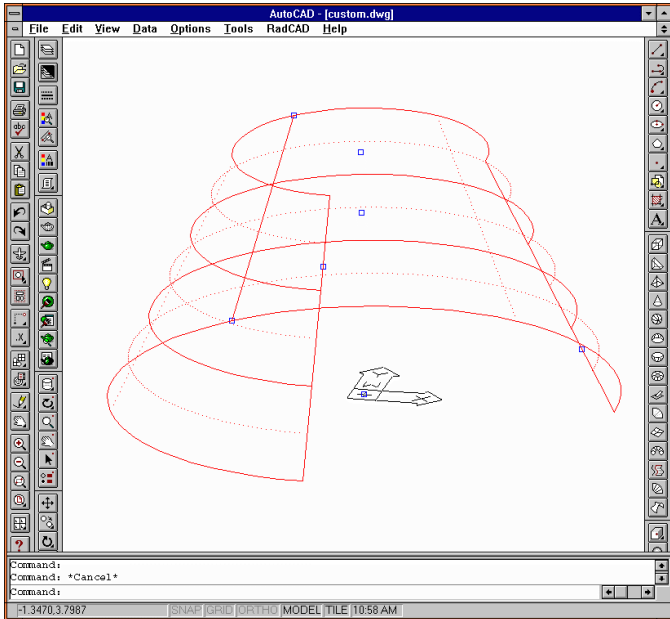 AutoCAD - [custom.dwg]
File Edit View Data Options Tools RadCAD Help
abc
A
.X
?
Command:
Command: *Cancel*
Command:
-1.3470,3.7987 SNAP GRID ORTHO MODEL TILE 10:58 AM